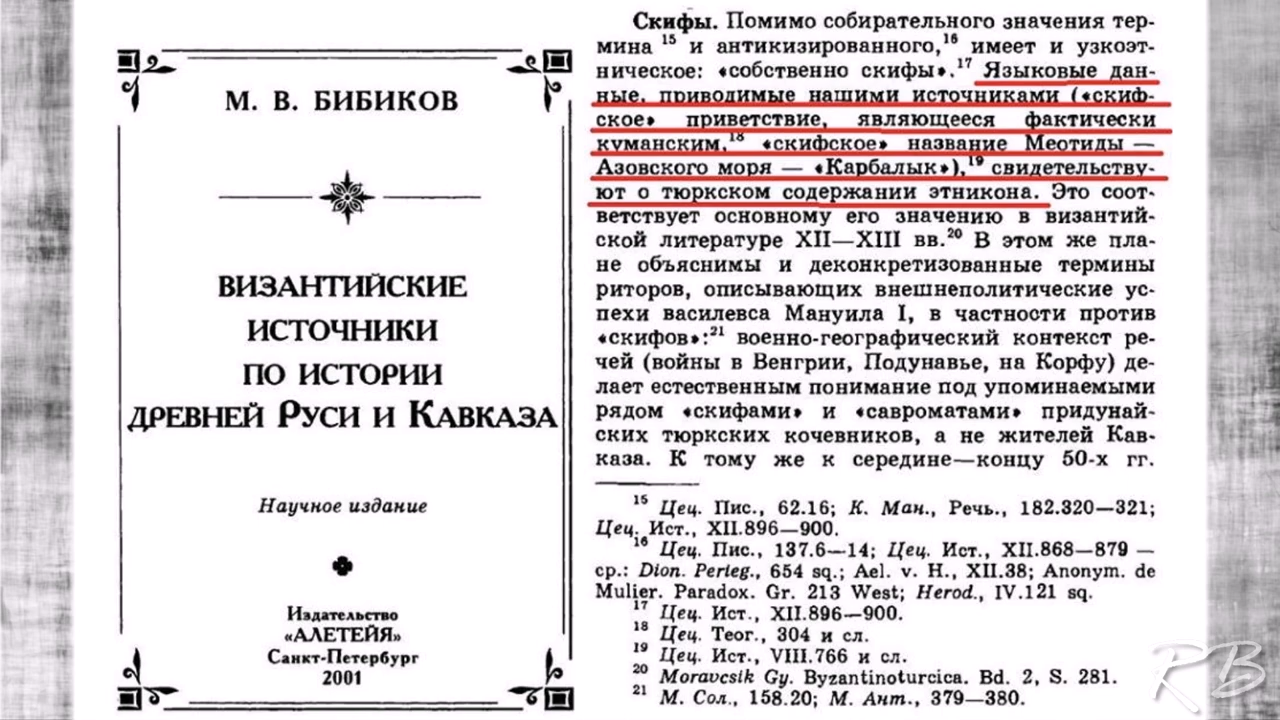 М. В. БИБИКОВ
ВИЗАНТИЙСКИЕ
ИСТОЧНИКИ
ПО ИСТОРИИ
ДРЕВНЕЙ РУСИ И КАВКАЗА
Научное издание
Издательство
«АЛЕТЕЙЯ»
Санкт-Петербург
2001
Скифы. Помимо собирательного значения тер-
мина 15 и антикизированного,16 имеет и узкоэт-
ническое: «собственно скифы».17 Языковые дан-
ные, приводимые нашими источниками («скиф-
ское» приветствие, являющееся фактически
куманским,18 «скифское» название Меотиды —
Азовского моря — «Карбалык»),19 свидетельству-
ют о тюркском содержании этникона. Это соот-
ветствует основному его значению в византий-
ской литературе XII—XIII вв.20 В этом же пла-
не объяснимы и деконкретизованные термины
риторов, описывающих внешнеполитические ус-
пехи василевса Мануила I, в частности против
«скифов»:21 военно-географический контекст ре-
чей (войны в Венгрии, Подунавье, на Корфу) де-
лает естественным понимание под упоминаемыми
рядом «скифами» и «савроматами» придунай-
ских тюркских кочевников, а не жителей Кав-
каза. К тому же к середине—концу 50-х гг.
15 Цец. Пис., 62.16; К. Ман., Речь., 182.320—321;
Цец. Ист., XII.896—900.
16 Цец. Пис., 137.6—14; Цец. Ист., XII.868—879 —
ср.: Dion. Perieg., 654 sq.; Ael. v. H., XII.38; Anonym. de
Mulier. Paradox. Gr. 213 West; Herod., IV.121 sq.
17 Цец. Ист., XII.896—900.
18 Цец. Теог., 304 и сл.
19 Цец. Ист., VIII.766 и сл.
20 Moravcsik Gy. Byzantinoturcica. Bd. 2, S. 281.
21 М. Сол., 158.20; М. Ант., 379—380.
RB